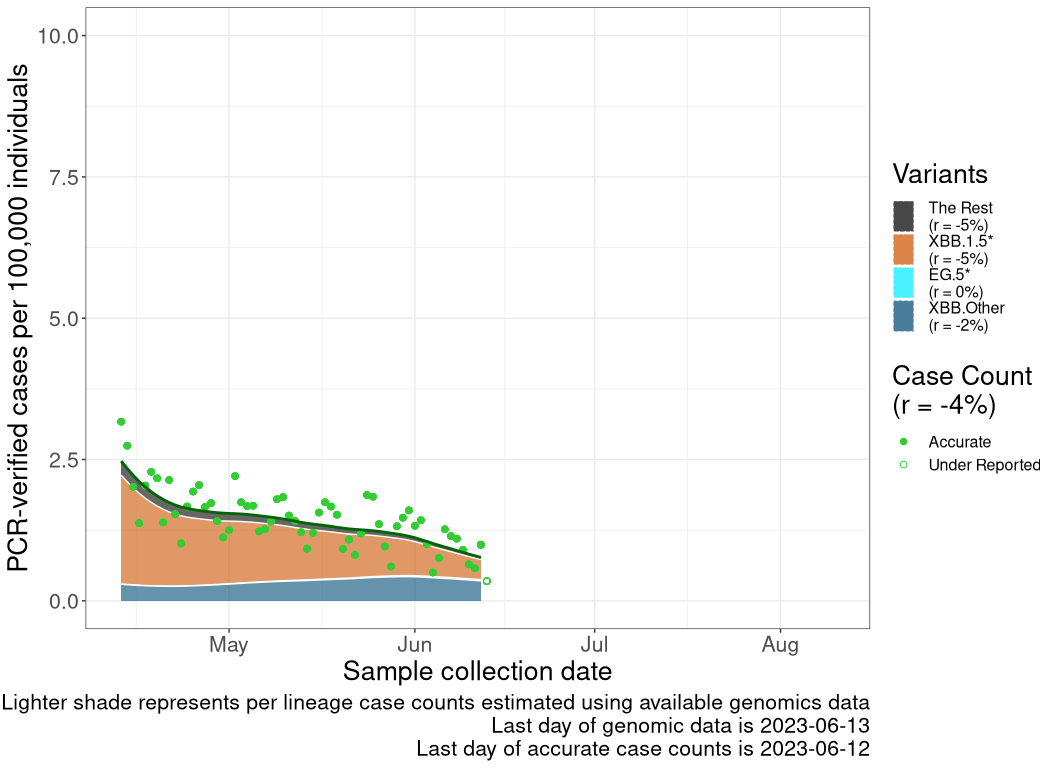 PCR-verified cases per 100,000 individuals
10.0
7.5
5.0
2.5
0.0
May
Jun
Jul
Aug
Sample collection date
Variants
The Rest
(r = -5%)
XBB.1.5*
(r = -5%)
EG.5*
(r = 0%)
XBB.Other
(r = -2%)
Case Count
(r = -4%)
Accurate
Under Reported
Lighter shade represents per lineage case counts estimated using available genomics data
Last day of genomic data is 2023-06-13
Last day of accurate case counts is 2023-06-12